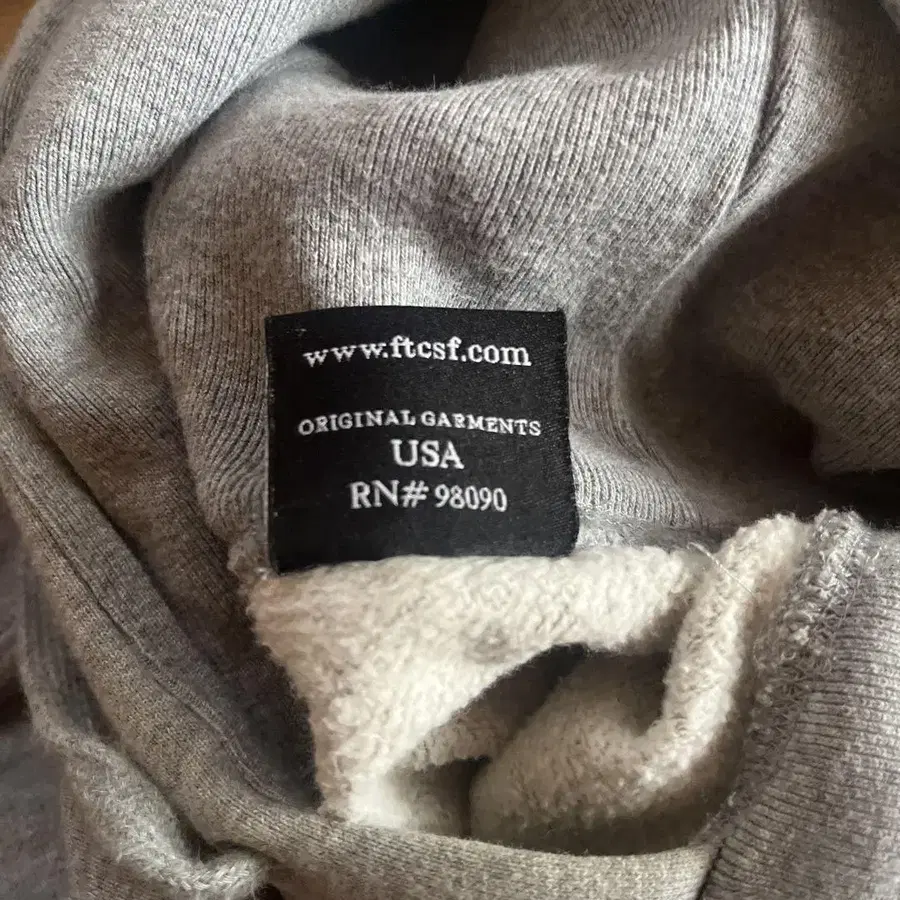 www.ftcsf.com
ORIGINAL GARMENTS
USA
RN# 98090